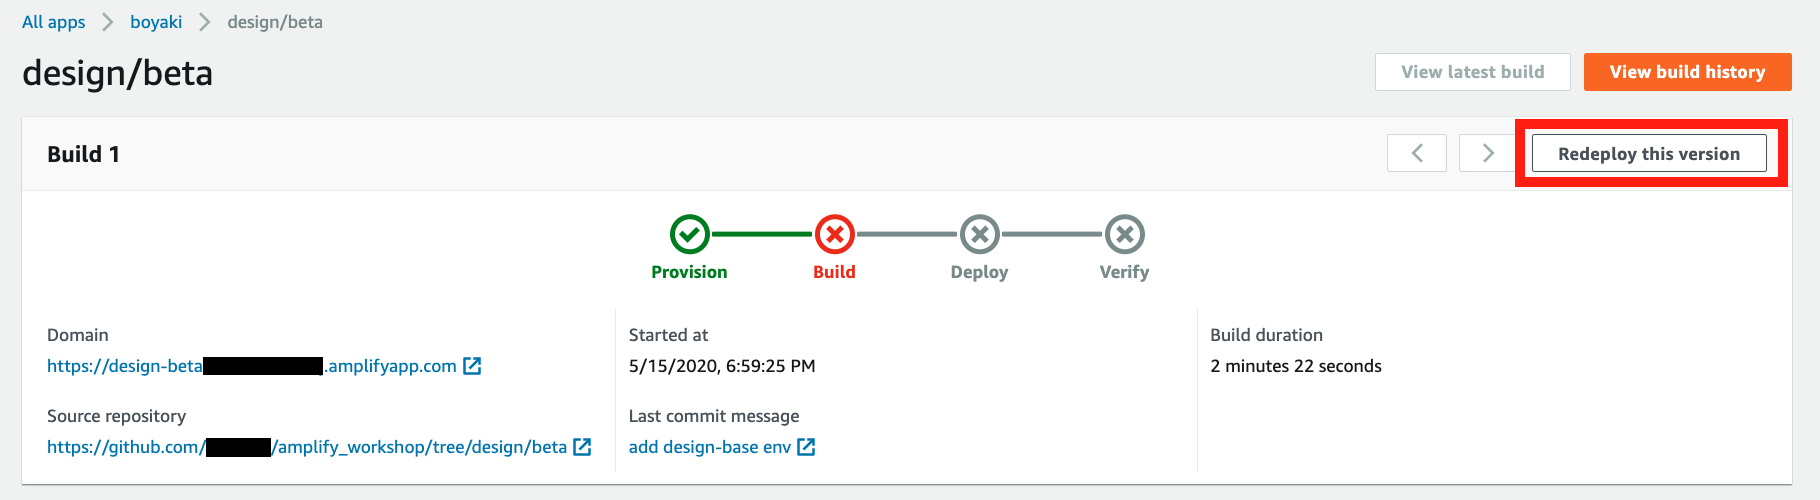 All apps > boyaki > design/beta
design/beta
View latest build
View build history
Build 1
Redeploy this version
Provision
Build
Deploy
Verify
Domain
https://design-beta .amplifyapp.com
Source repository
https://github.com/ /amplify_workshop/tree/design/beta
Started at
5/15/2020, 6:59:25 PM
Last commit message
add design-base env
Build duration
2 minutes 22 seconds